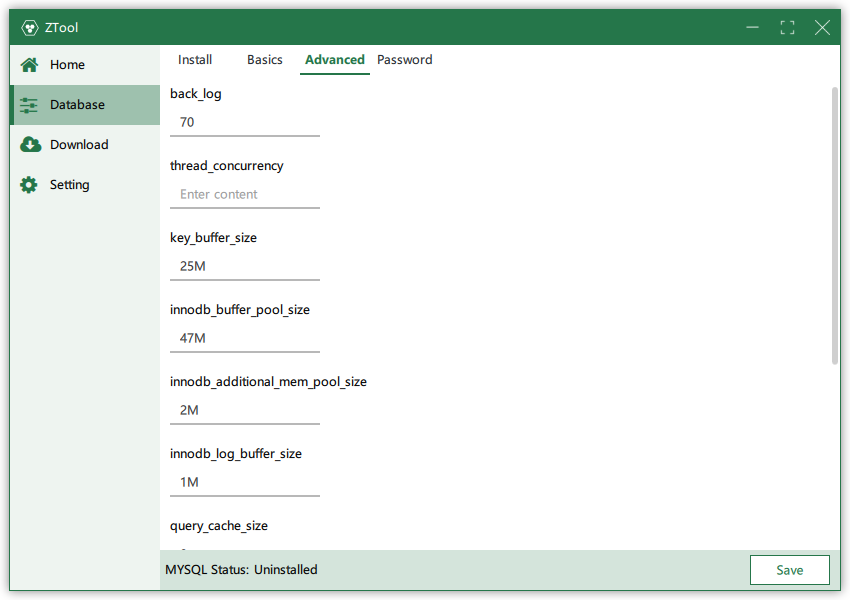 ZTool
Home
Database
Download
Setting
Install Basics Advanced Password
back_log
70
thread_concurrency
Enter content
key_buffer_size
25M
innodb_buffer_pool_size
47M
innodb_additional_mem_pool_size
2M
innodb_log_buffer_size
1M
query_cache_size
MYSQL Status: Uninstalled
Save